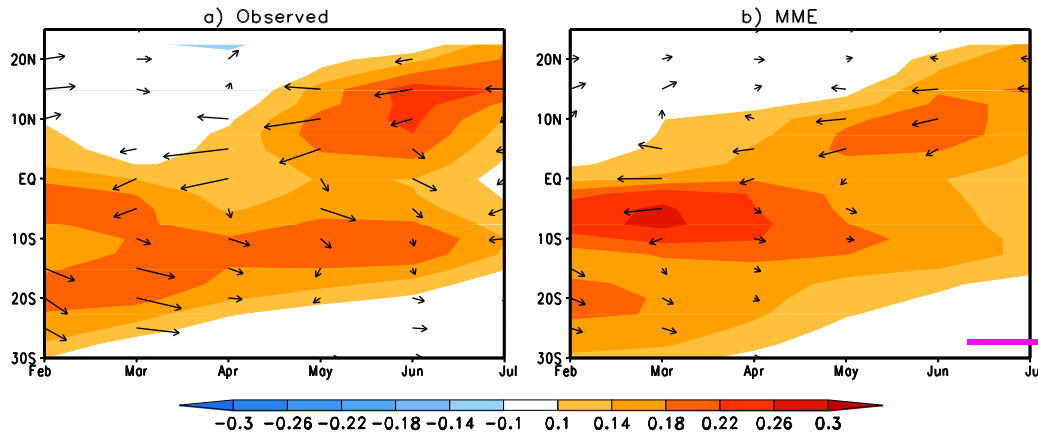 a) Observed
b) MME
20N
10N
EQ
10S
20S
30S
Feb Mar Apr May Jun Jul
20N
10N
EQ
10S
20S
30S
Feb Mar Apr May Jun Jul
-0.3 -0.26 -0.22 -0.18 -0.14 -0.1 0.1 0.14 0.18 0.22 0.26 0.3